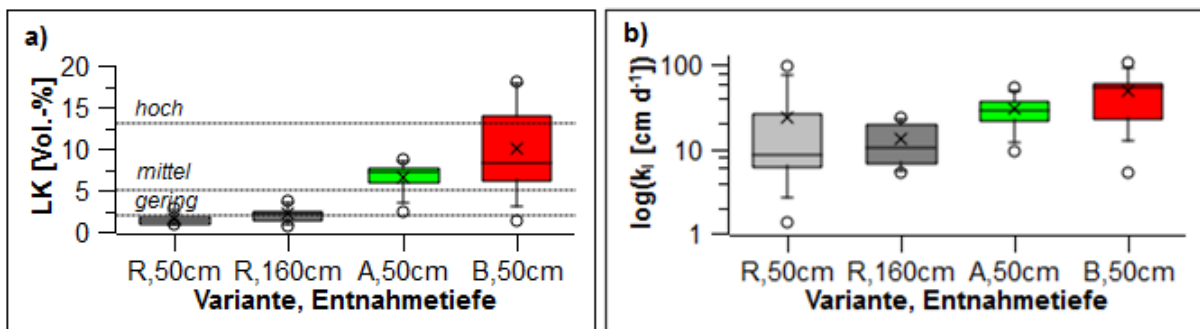 a)
LK [Vol.-%]
20
15
10
5
0
hoch
mittel
gering
R,50cm R,160cm A,50cm B,50cm
Variante, Entnahmetiefe
b)
log(kₗ [cm d⁻¹])
100
10
1
R,50cm R,160cm A,50cm B,50cm
Variante, Entnahmetiefe